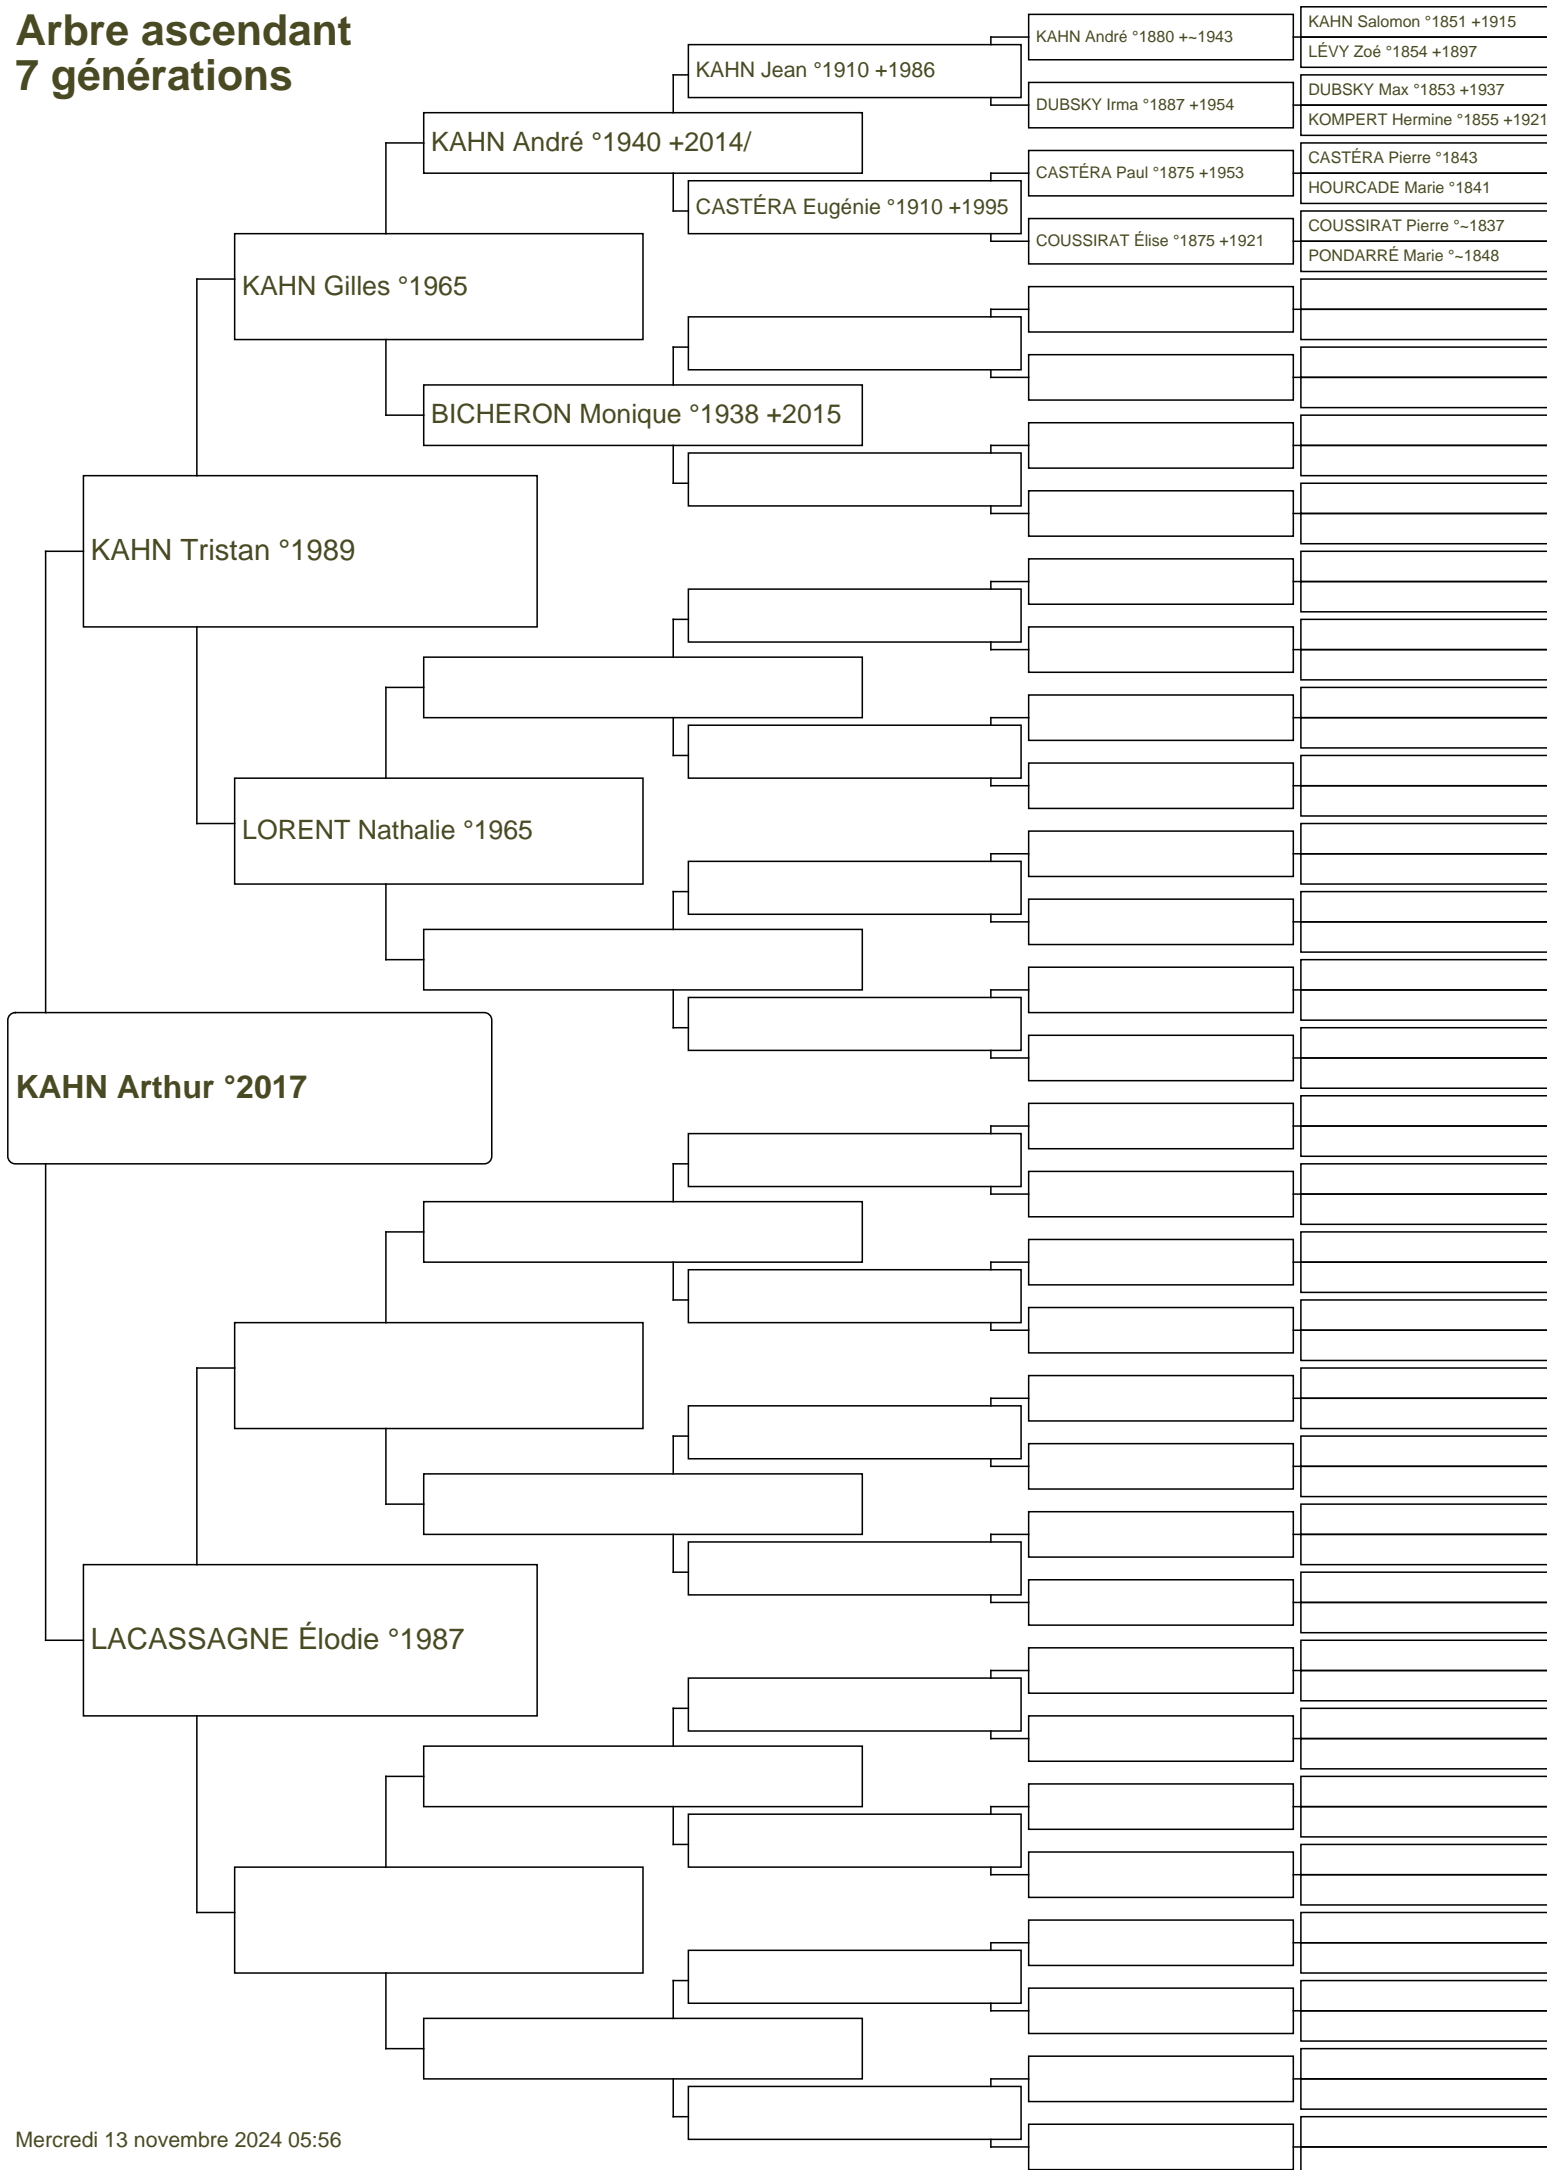 Arbre ascendant
7 générations
KAHN Salomon °1851 +1915
KAHN André °1880 +~1943
LÉVY Zoé °1854 +1897
KAHN Jean °1910 +1986
DUBSKY Max °1853 +1937
DUBSKY Irma °1887 +1954
KOMPERT Hermine °1855 +1921
KAHN André °1940 +2014/
CASTÉRA Pierre °1843
CASTÉRA Paul °1875 +1953
HOURCADE Marie °1841
CASTÉRA Eugénie °1910 +1995
COUSSIRAT Pierre °~1837
COUSSIRAT Élise °1875 +1921
PONDARRÉ Marie °~1848
KAHN Gilles °1965
BICHERON Monique °1938 +2015
KAHN Tristan °1989
LORENT Nathalie °1965
KAHN Arthur °2017
LACASSAGNE Élodie °1987
Mercredi 13 novembre 2024 05:56